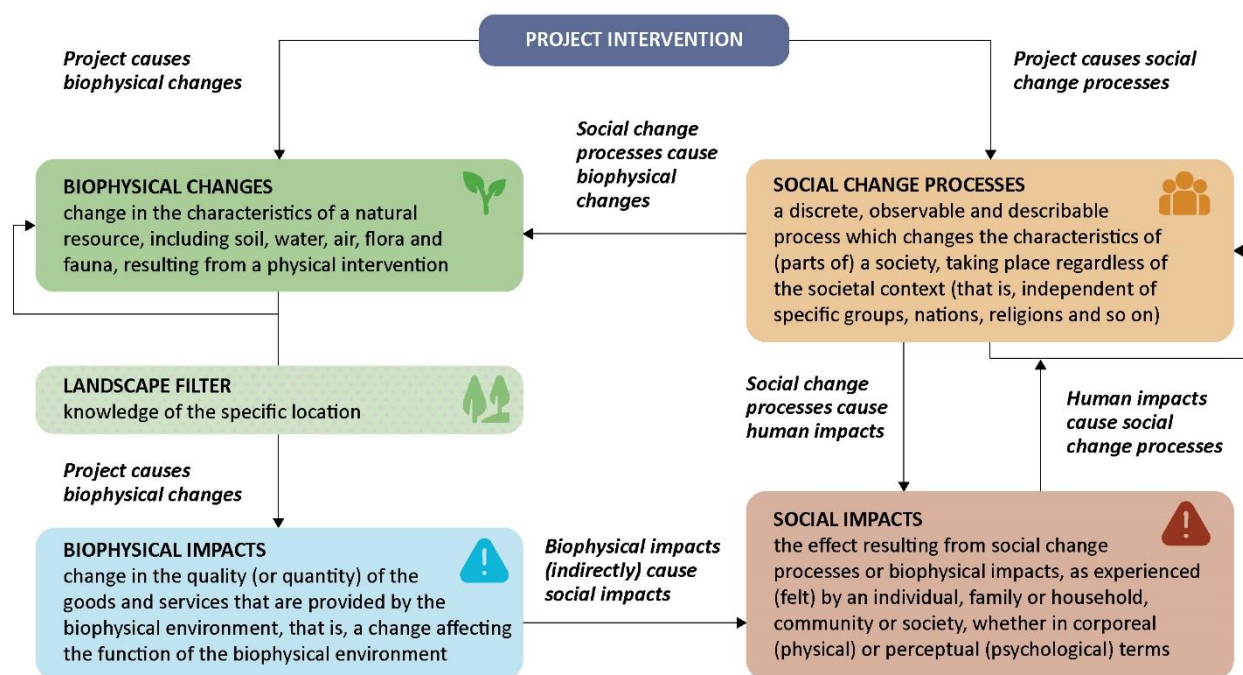 PROJECT INTERVENTION
Project causes
biophysical changes
Project causes social
change processes
Social change
processes cause
biophysical
changes
BIOPHYSICAL CHANGES
change in the characteristics of a natural
resource, including soil, water, air, flora and
fauna, resulting from a physical intervention
SOCIAL CHANGE PROCESSES
a discrete, observable and describable
process which changes the characteristics of
(parts of) a society, taking place regardless of
the societal context (that is, independent of
specific groups, nations, religions and so on)
LANDSCAPE FILTER
knowledge of the specific location
Social change
processes cause
human impacts
Human impacts
cause social
change processes
Project causes
biophysical changes
BIOPHYSICAL IMPACTS
change in the quality (or quantity) of the
goods and services that are provided by the
biophysical environment, that is, a change affecting
the function of the biophysical environment
Biophysical impacts
(indirectly) cause
social impacts
SOCIAL IMPACTS
the effect resulting from social change
processes or biophysical impacts, as experienced
(felt) by an individual, family or household,
community or society, whether in corporeal
(physical) or perceptual (psychological) terms